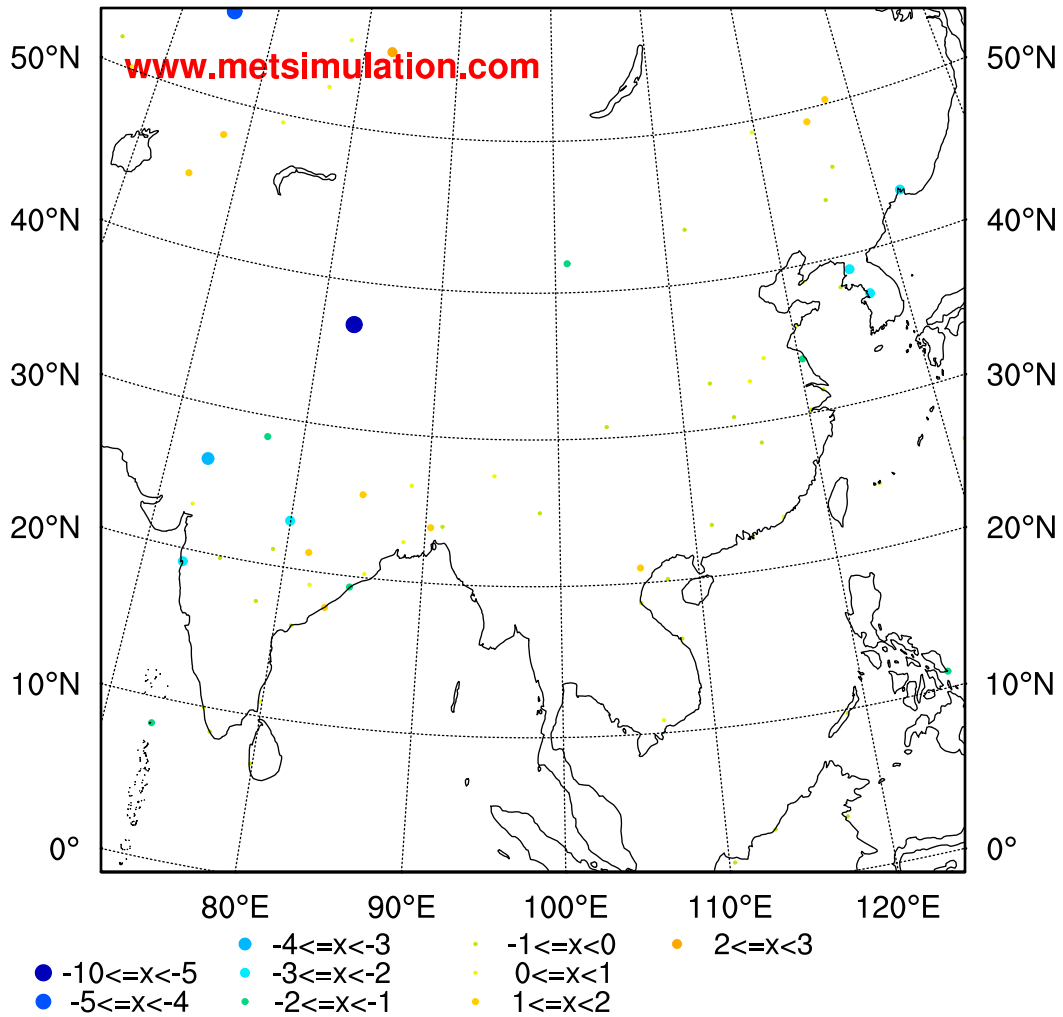 www.metsimulation.com
50°N 50°N
40°N 40°N
30°N 30°N
20°N 20°N
10°N 10°N
0° 0°
80°E 90°E 100°E 110°E 120°E
-4<=x<-3 -1<=x<0 2<=x<3
-10<=x<-5 -3<=x<-2 0<=x<1
-5<=x<-4 -2<=x<-1 1<=x<2